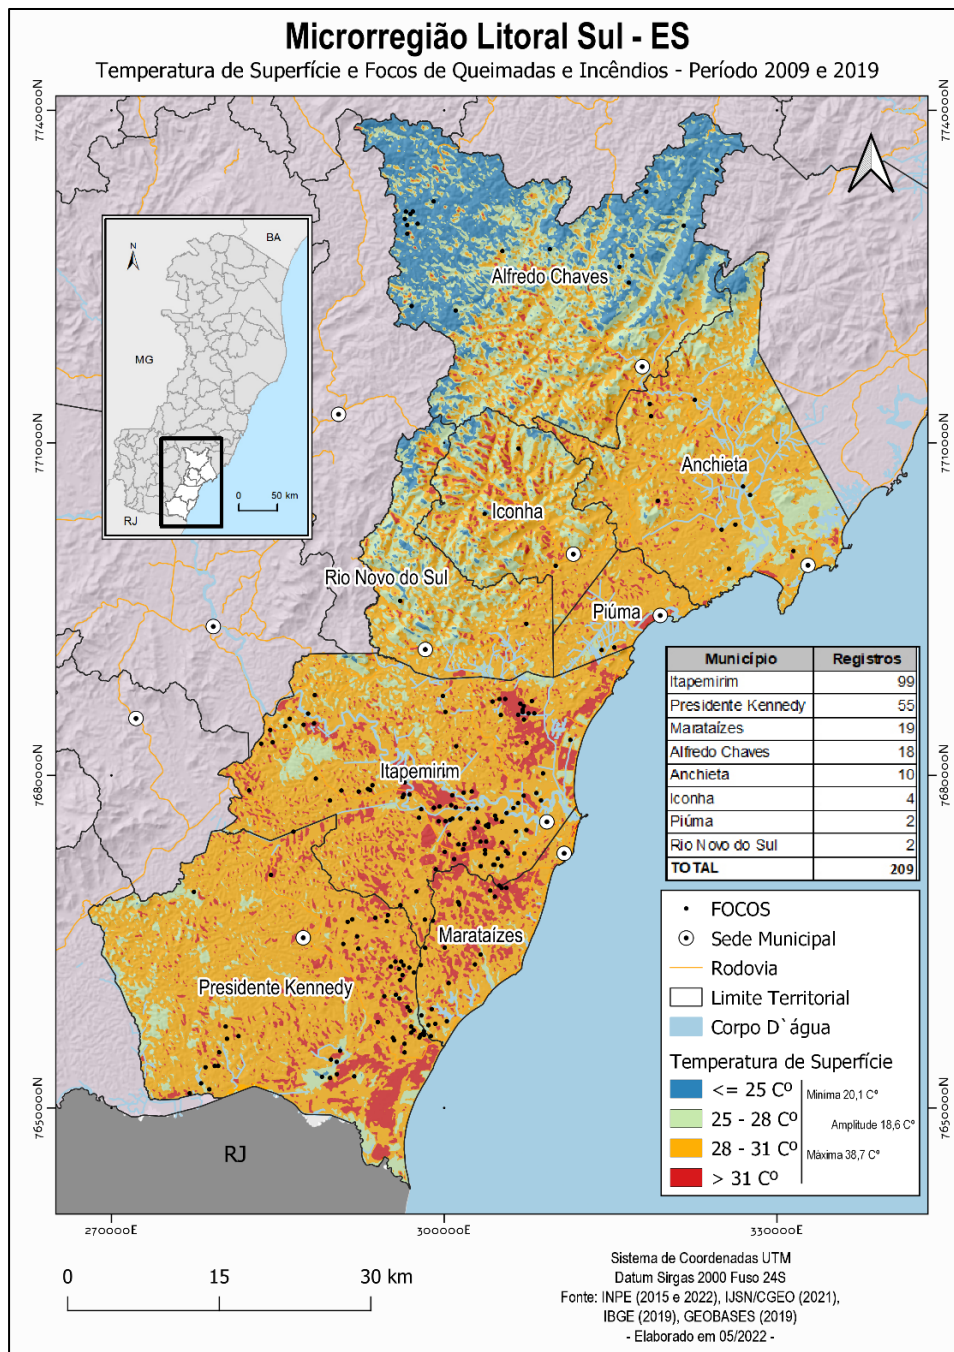 Microrregião Litoral Sul - ES
Temperatura de Superfície e Focos de Queimadas e Incêndios - Período 2009 e 2019
7740000N
7740000N
N
BA
MG
RJ
0 50 km
Alfredo Chaves
7710000N
7710000N
Anchieta
Iconha
Rio Novo do Sul
Piúma
Município Registros
Itapemirim 99
Presidente Kennedy 55
Marataízes 19
Alfredo Chaves 18
Anchieta 10
Iconha 4
Piúma 2
Rio Novo do Sul 2
TOTAL 209
Itapemirim
7680000N
7680000N
Marataízes
Presidente Kennedy
FOCOS
Sede Municipal
Rodovia
Limite Territorial
Corpo D`água
Temperatura de Superfície
<= 25 Cº
25 - 28 Cº
28 - 31 Cº
> 31 Cº
Minima 20,1 Cº
Amplitude 18,6 Cº
Máxima 38,7 Cº
7650000N
7650000N
RJ
270000E
300000E
330000E
0 15 30 km
Sistema de Coordenadas UTM
Datum Sirgas 2000 Fuso 24S
Fonte: INPE (2015 e 2022), IJSN/CGEO (2021),
IBGE (2019), GEOBASES (2019)
- Elaborado em 05/2022 -